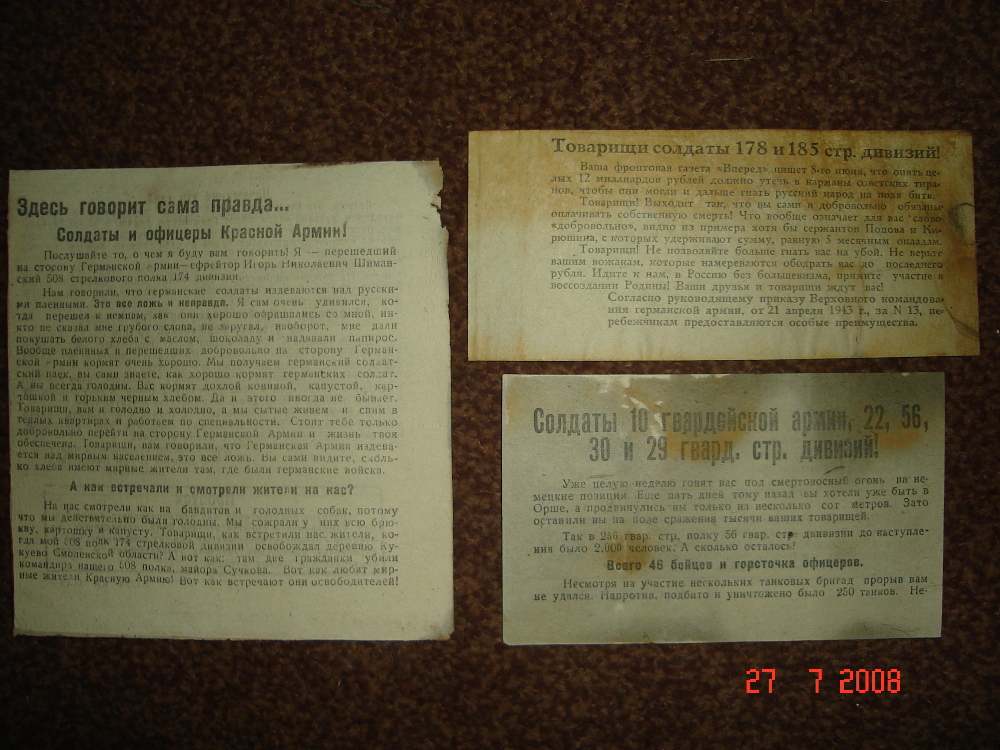 Здесь говорит сама правда...
Солдаты и офицеры Красной Армии!
Послушайте то, о чем я буду вам говорить! Я — перешедший
на сторону Германской армии—ефрейтор Игорь Николаевич Шиман-
ский 508 стрелкового полка 174 дивизии.
Нам говорили, что германские солдаты издеваются над русски-
ми пленными. Это все ложь и неправда. Я сам очень удивился, ко-
гда перешел к немцам, как они хорошо обращались со мной, ни-
кто не сказал мне грубого слова, не заругал, наоборот, мне дали
покушать белого хлеба с маслом, шоколаду и надавали папирос.
Вообще пленных и перешедших добровольно на сторону Герман-
ской армии кормят очень хорошо. Мы получаем германский солдат-
ский паек, вы сами знаете, как хорошо кормят германских солдат.
А вы всегда голодны. Вас кормят дохлой кониной, капустой, кар-
тошкой и горьким черным хлебом. Да и этого иногда не бывает.
Товарищи, вам и голодно и холодно, а мы сытые живем и спим в
теплых квартирах и работаем по специальности. Стоит тебе только
добровольно перейти на сторону Германской Армии и жизнь твоя
обеспечена. Товарищи, вам говорили, что Германская Армия издева-
ется над мирным населением, это все ложь. Вы сами видите, сколь-
ко хлеба имеют мирные жители там, где были германские войска.
А как встречали и смотрели жители на нас?
На нас смотрели как на бандитов и голодных собак, потому
что мы действительно были голодны. Мы сожрали у них всю брю-
кву, картошку и капусту. Товарищи, как встретили нас жители, ко-
гда мой 508 полк 174 стрелковой дивизии освобождал деревню Ку-
куево Смоленской области? А вот как: там две гражданки убили
командира нашего 508 полка, майора Сучкова. Вот как любят мир-
ные жители Красную Армию! Вот как встречают они освободителей!
Товарищи солдаты 178 и 185 стр. дивизий!
Ваша фронтовая газета «Вперед» пишет 8-го июня, что опять це-
лых 12 миллиардов рублей должно утечь в карманы советских тира-
нов, чтобы они могли и дальше гнать русский народ на поля битв.
Товарищи! Выходит так, что вы сами и добровольно обязаны
оплачивать собственную смерть! Что вообще означает для вас слово
«добровольно», видно из примера хотя бы сержантов Попова и Ки-
рюшина, с которых удерживают сумму, равную 5 месячным окладам.
Товарищи! Не позволяйте больше гнать вас на убой. Не верьте
вашим вожакам, которые намереваются ободрать вас до последнего
рубля. Идите к нам, в Россию без большевизма, примите участие в
воссоздании Родины! Ваши друзья и товарищи ждут вас!
Согласно руководящему приказу Верховного командова-
ния германской армии, от 21 апреля 1943 г., за N 13, пе-
ребежчикам предоставляются особые преимущества.
Солдаты 10 гвардейской армии, 22, 56,
30 и 29 гвард. стр. дивизий!
Уже целую неделю гонят вас под смертоносный огонь на не-
мецкие позиции. Еще пять дней тому назад вы хотели уже быть в
Орше, а продвинулись вы только на несколько сот метров. Зато
оставили вы на поле сражения тысячи ваших товарищей.
Так в 256 гвар. стр. полку 56 гвар. стр. дивизии до наступле-
ния было 2.000 человек. А сколько осталось?
Всего 46 бойцев и горсточка офицеров.
Несмотря на участие нескольких танковых бригад прорыв вам
не удался. Напротив, подбито и уничтожено было 250 танков. Не-
27 7 2008